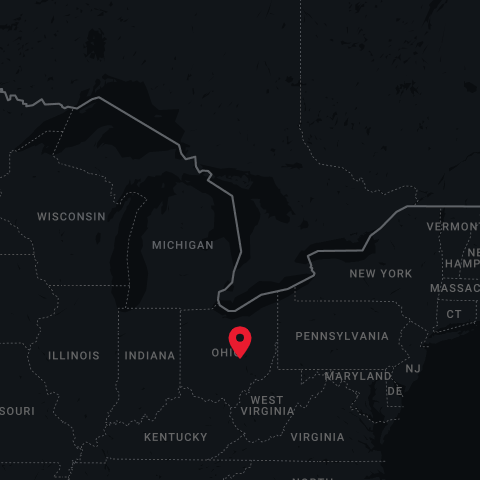 WISCONSIN
MICHIGAN
VERMONT
NEW YORK
NE
HAMP
MASSAC
CT
ILLINOIS
INDIANA
OHIO
PENNSYLVANIA
MARYLAND
NJ
DE
SOURI
WEST
VIRGINIA
KENTUCKY
VIRGINIA